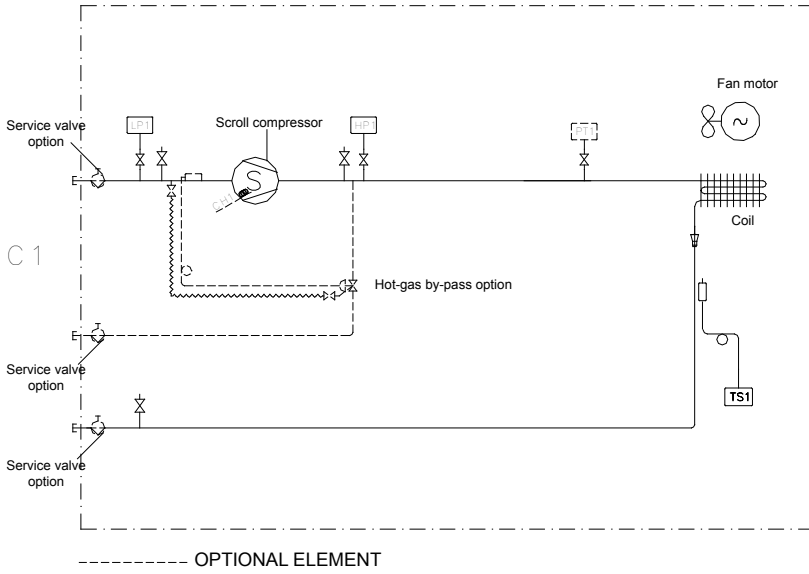 Fan motor
LP1
Scroll compressor
HP1
PT1
Service valve
option
S
CH1
Coil
C 1
Hot-gas by-pass option
Service valve
option
TS1
Service valve
option
OPTIONAL ELEMENT